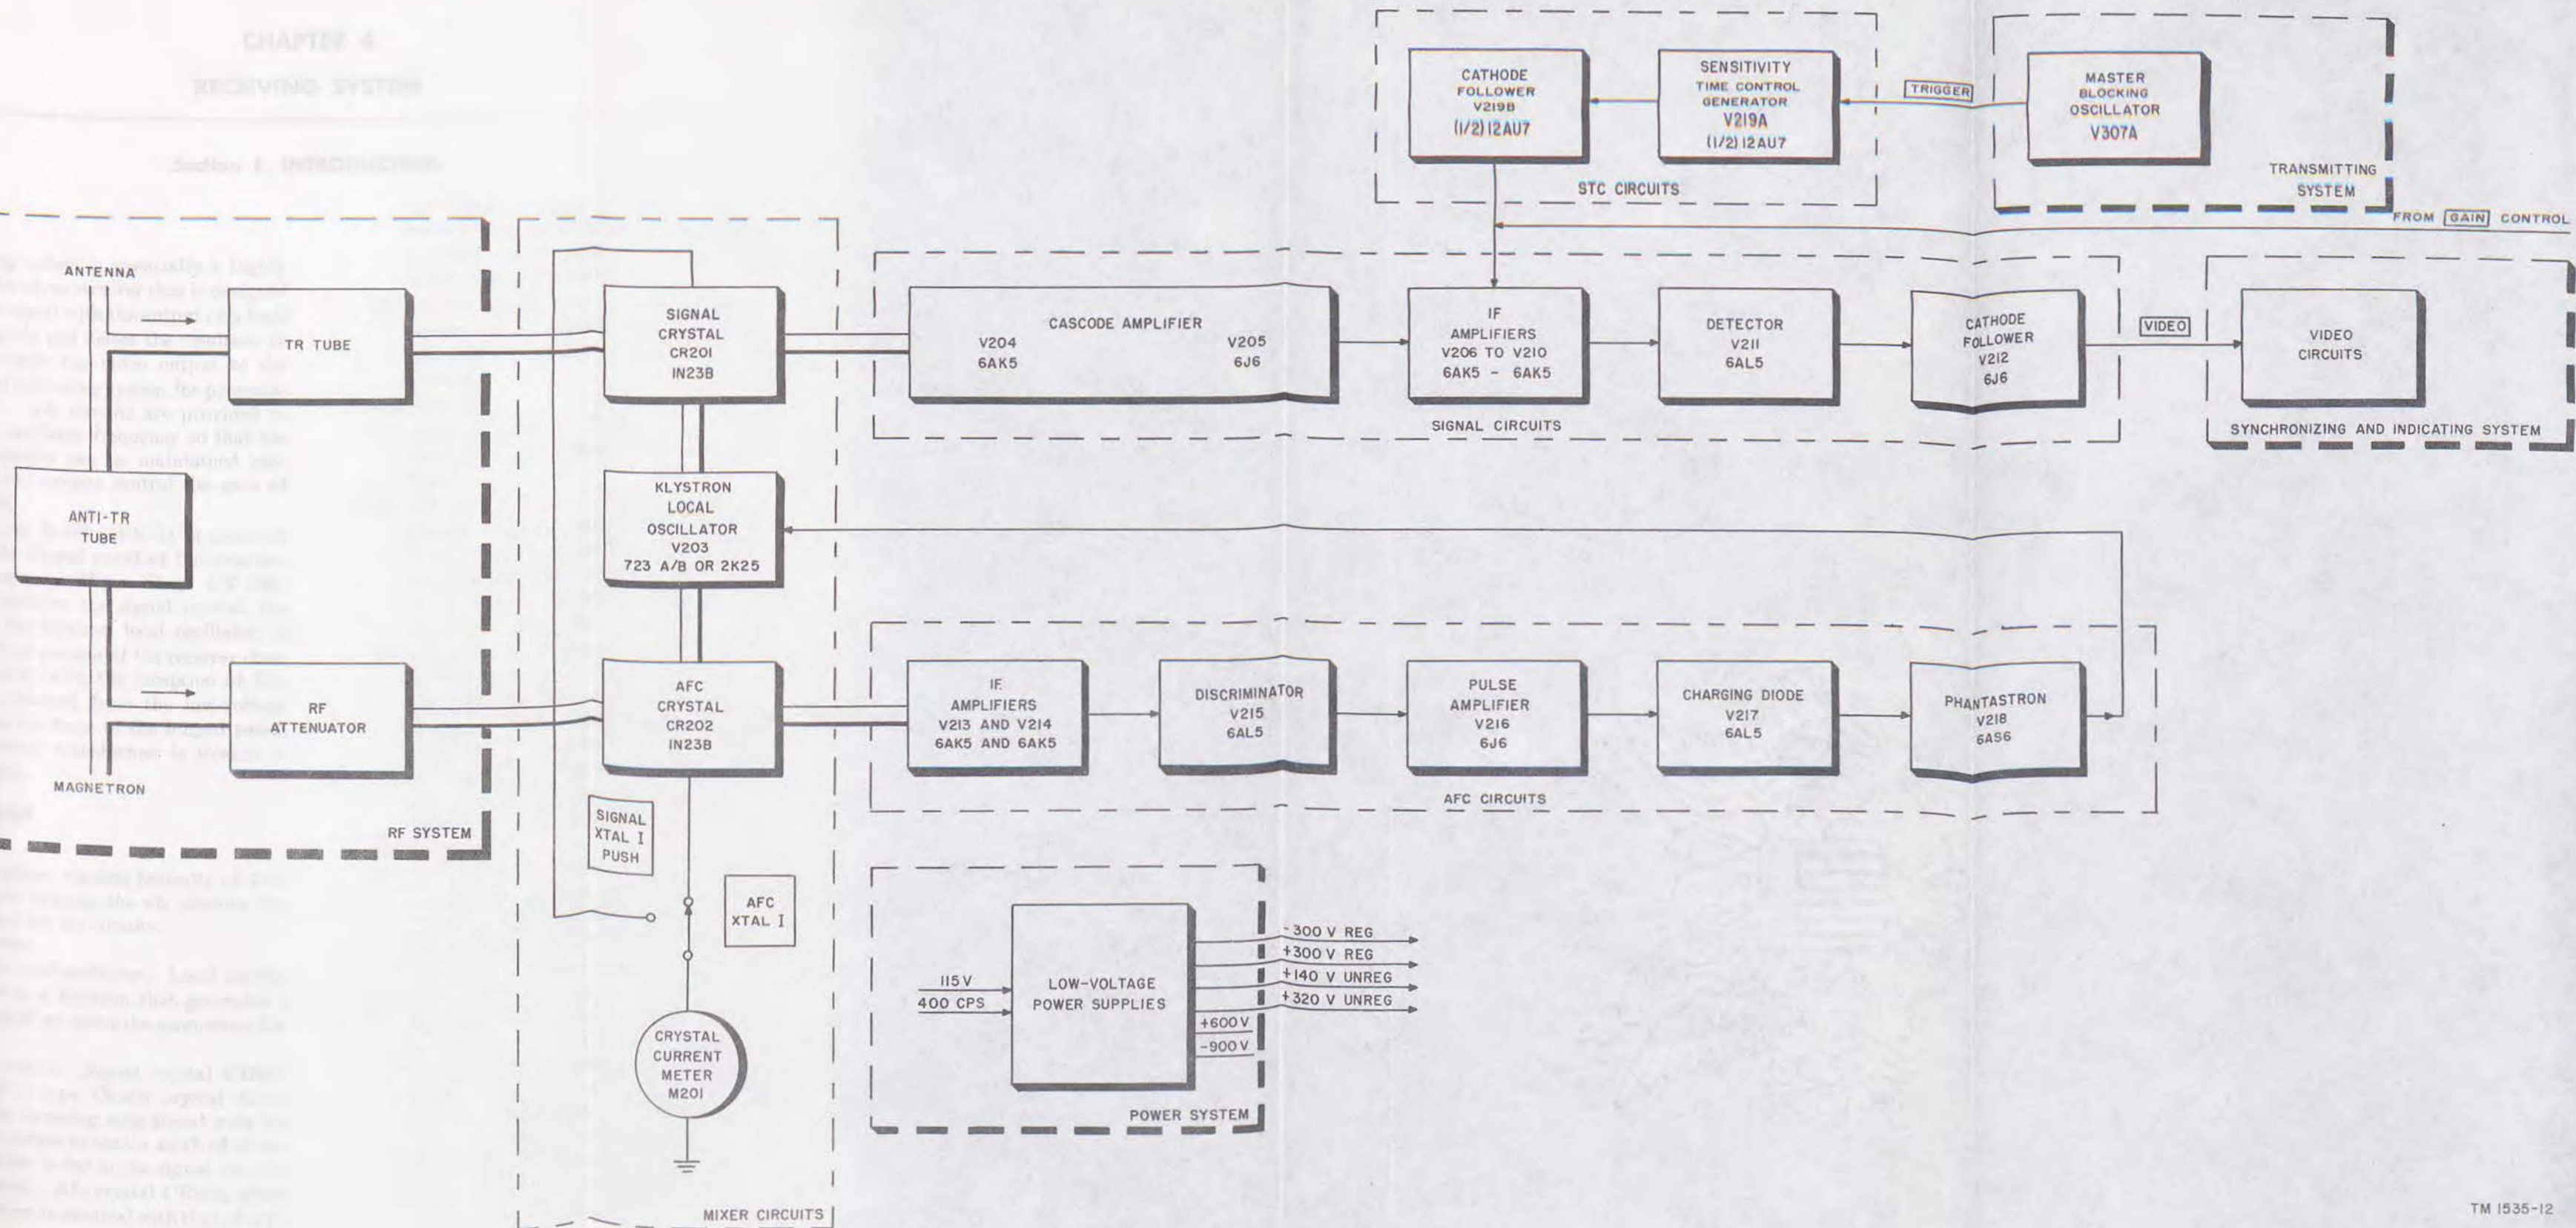 CHAPTER 4
RECEIVING SYSTEM
Section I. INTRODUCTION
CATHODE
FOLLOWER
V219B
(1/2) 12AU7
SENSITIVITY
TIME CONTROL
GENERATOR
V219A
(1/2) 12AU7
STC CIRCUITS
TRIGGER
MASTER
BLOCKING
OSCILLATOR
V307A
TRANSMITTING
SYSTEM
FROM GAIN CONTROL
ANTENNA
TR TUBE
ANTI-TR
TUBE
RF
ATTENUATOR
MAGNETRON
RF SYSTEM
SIGNAL
CRYSTAL
CR201
IN23B
KLYSTRON
LOCAL
OSCILLATOR
V203
723 A/B OR 2K25
AFC
CRYSTAL
CR202
IN23B
SIGNAL
XTAL I
PUSH
AFC
XTAL I
CRYSTAL
CURRENT
METER
M201
MIXER CIRCUITS
CASCODE AMPLIFIER
V204
6AK5
V205
6J6
IF
AMPLIFIERS
V206 TO V210
6AK5 - 6AK5
DETECTOR
V211
6AL5
CATHODE
FOLLOWER
V212
6J6
SIGNAL CIRCUITS
VIDEO
VIDEO
CIRCUITS
SYNCHRONIZING AND INDICATING SYSTEM
IF
AMPLIFIERS
V213 AND V214
6AK5 AND 6AK5
DISCRIMINATOR
V215
6AL5
PULSE
AMPLIFIER
V216
6J6
CHARGING DIODE
V217
6AL5
PHANTASTRON
V218
6AS6
AFC CIRCUITS
115V
400 CPS
LOW-VOLTAGE
POWER SUPPLIES
-300 V REG
+300 V REG
+140 V UNREG
+320 V UNREG
+600V
-900V
POWER SYSTEM
TM 1535-12